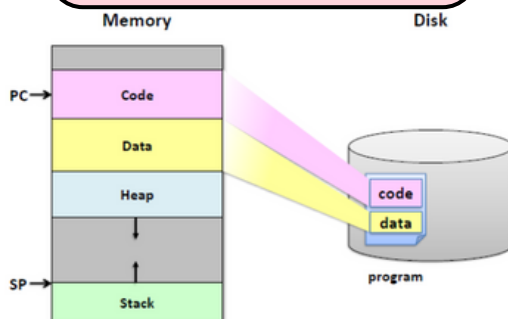 Memory
Disk
PC
Code
Data
Heap
SP
Stack
code
data
program